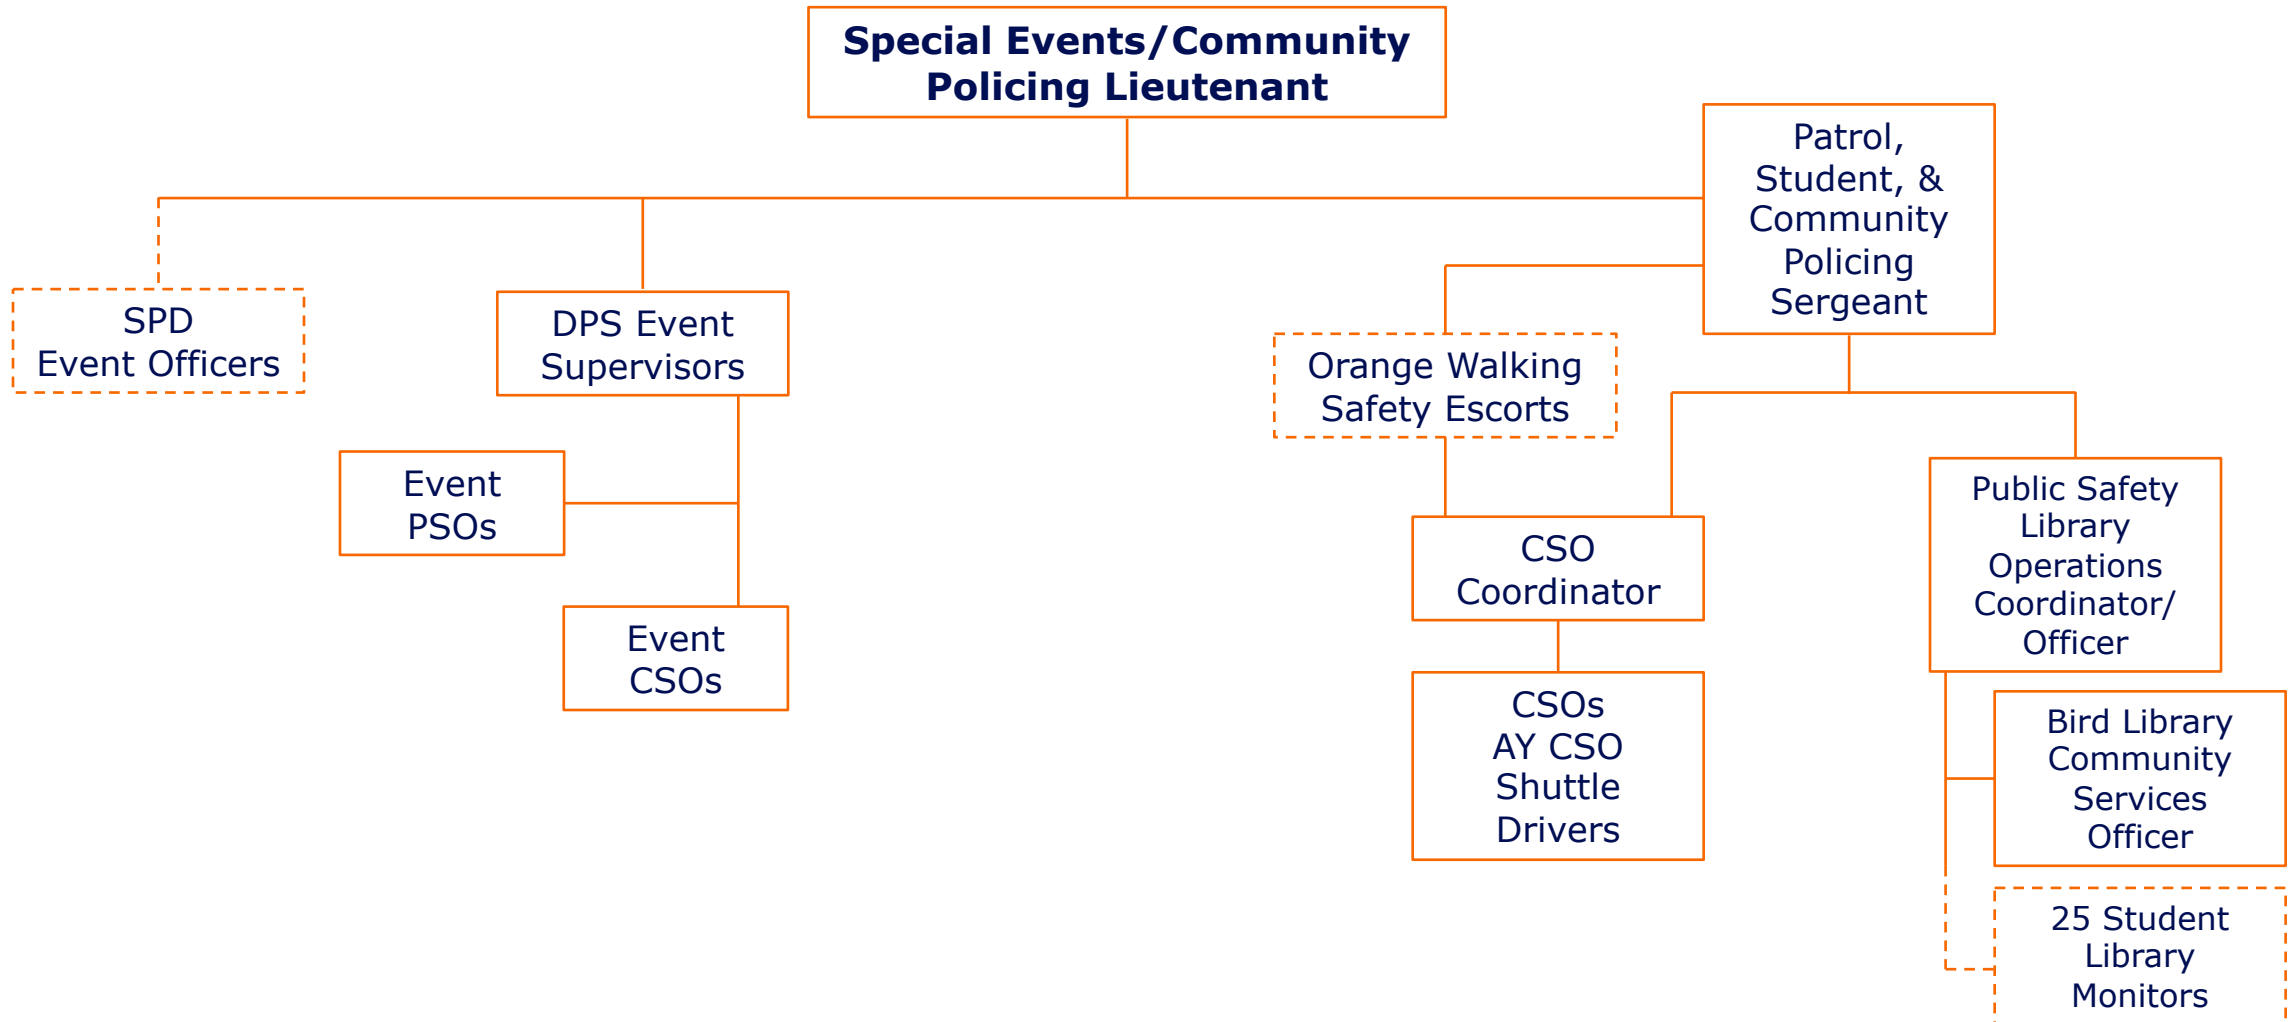 Special Events/Community
Policing Lieutenant
Patrol,
Student, &
Community
Policing
Sergeant
SPD
Event Officers
DPS Event
Supervisors
Orange Walking
Safety Escorts
Event
PSOs
Event
CSOs
CSO
Coordinator
CSOs
AY CSO
Shuttle
Drivers
Public Safety
Library
Operations
Coordinator/
Officer
Bird Library
Community
Services
Officer
25 Student
Library
Monitors